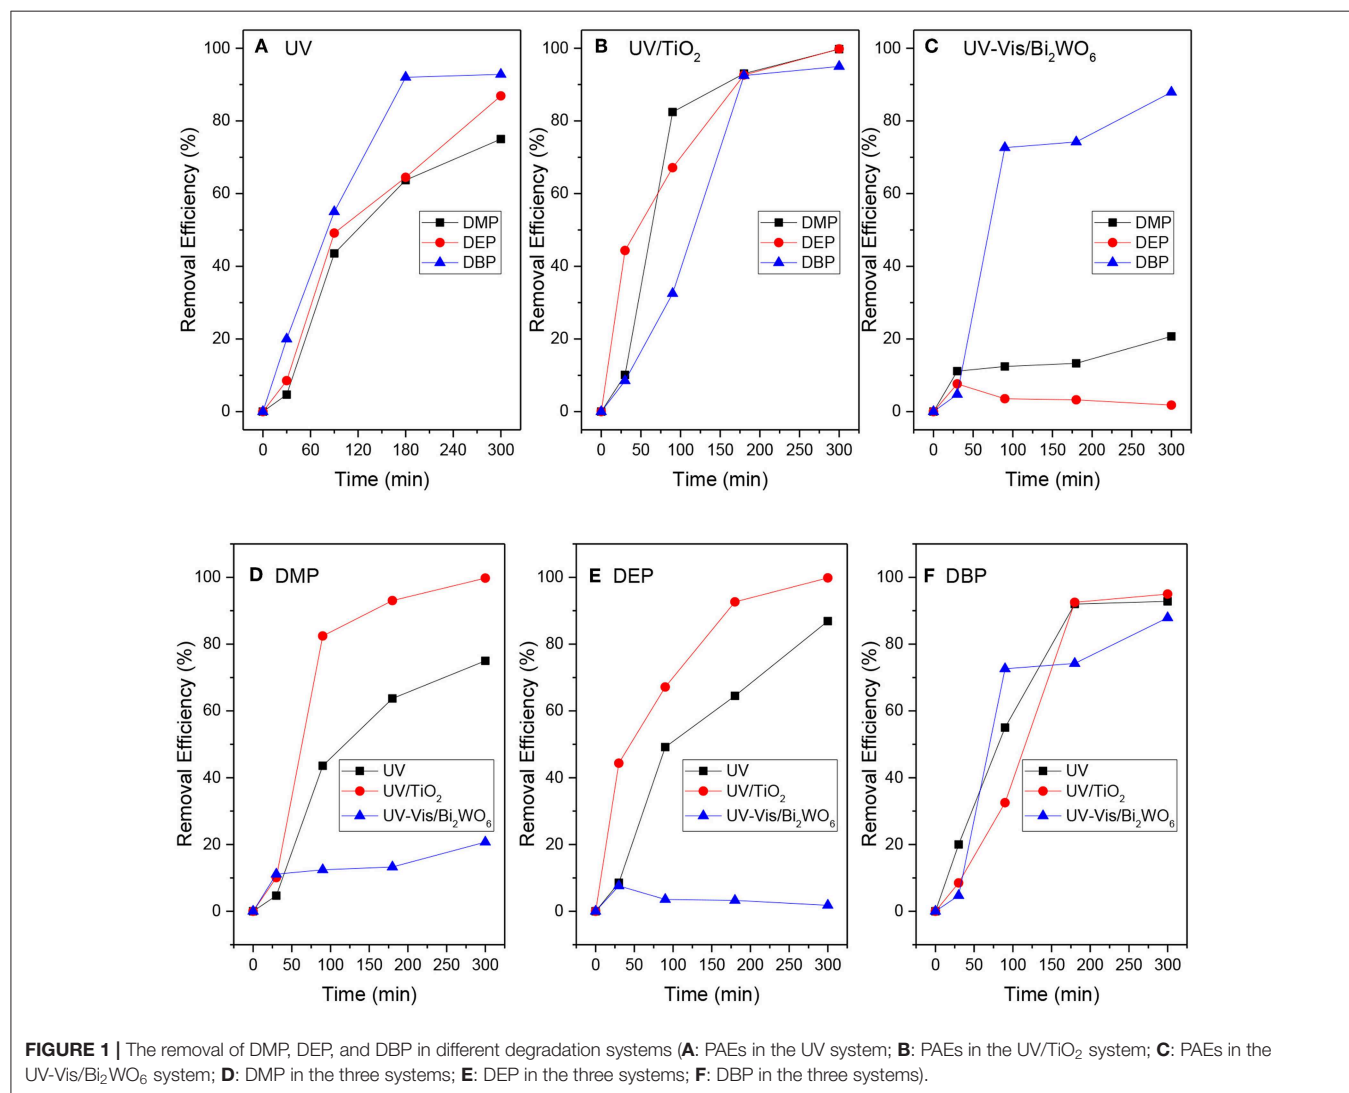 A UV
Removal Efficiency (%)
100
80
60
40
20
0
DMP
DEP
DBP
0 60 120 180 240 300
Time (min)
B UV/TiO2
Removal Efficiency (%)
100
80
60
40
20
0
DMP
DEP
DBP
0 50 100 150 200 250 300
Time (min)
C UV-Vis/Bi2WO6
Removal Efficiency (%)
100
80
60
40
20
0
DMP
DEP
DBP
0 50 100 150 200 250 300
Time (min)
D DMP
Removal Efficiency (%)
100
80
60
40
20
0
UV
UV/TiO2
UV-Vis/Bi2WO6
0 50 100 150 200 250 300
Time (min)
E DEP
Removal Efficiency (%)
100
80
60
40
20
0
UV
UV/TiO2
UV-Vis/Bi2WO6
0 50 100 150 200 250 300
Time (min)
F DBP
Removal Efficiency (%)
100
80
60
40
20
0
UV
UV/TiO2
UV-Vis/Bi2WO6
0 50 100 150 200 250 300
Time (min)
FIGURE 1 | The removal of DMP, DEP, and DBP in different degradation systems (A: PAEs in the UV system; B: PAEs in the UV/TiO2 system; C: PAEs in the
UV-Vis/Bi2WO6 system; D: DMP in the three systems; E: DEP in the three systems; F: DBP in the three systems).